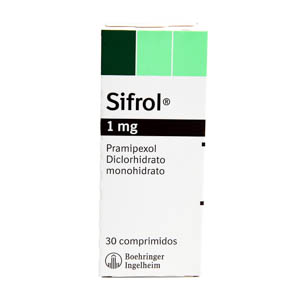 Sifrol®
1 mg
Pramipexol
Diclorhidrato
monohidrato
30 comprimidos
Boehringer
Ingelheim